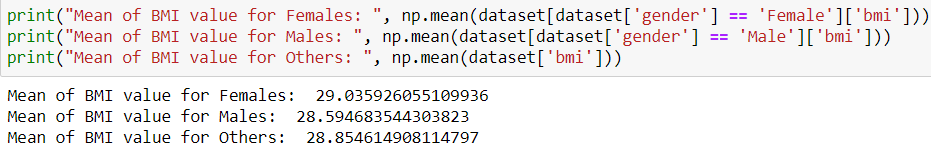 print("Mean of BMI value for Females: ", np.mean(dataset[dataset['gender'] == 'Female']['bmi']))
print("Mean of BMI value for Males: ", np.mean(dataset[dataset['gender'] == 'Male']['bmi']))
print("Mean of BMI value for Others: ", np.mean(dataset['bmi']))
Mean of BMI value for Females:  29.035926055109936
Mean of BMI value for Males:  28.594683544303823
Mean of BMI value for Others:  28.854614908114797